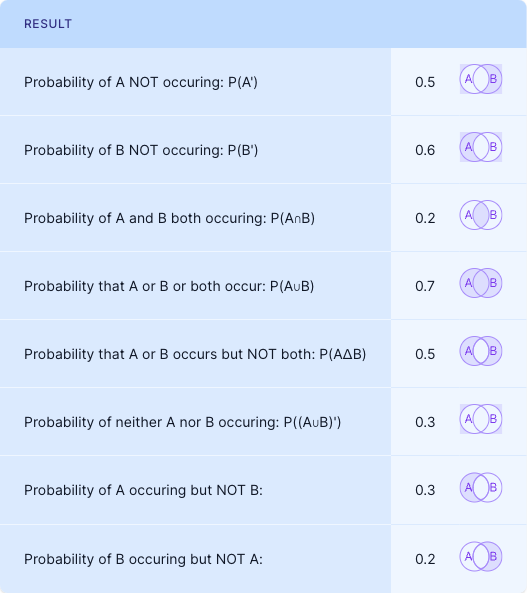 RESULT
Probability of A NOT occuring: P(A') 0.5 A B
Probability of B NOT occuring: P(B') 0.6 A B
Probability of A and B both occuring: P(A∩B) 0.2 A B
Probability that A or B or both occur: P(A∪B) 0.7 A B
Probability that A or B occurs but NOT both: P(AΔB) 0.5 A B
Probability of neither A nor B occuring: P((A∪B)') 0.3 A B
Probability of A occuring but NOT B: 0.3 A B
Probability of B occuring but NOT A: 0.2 A B